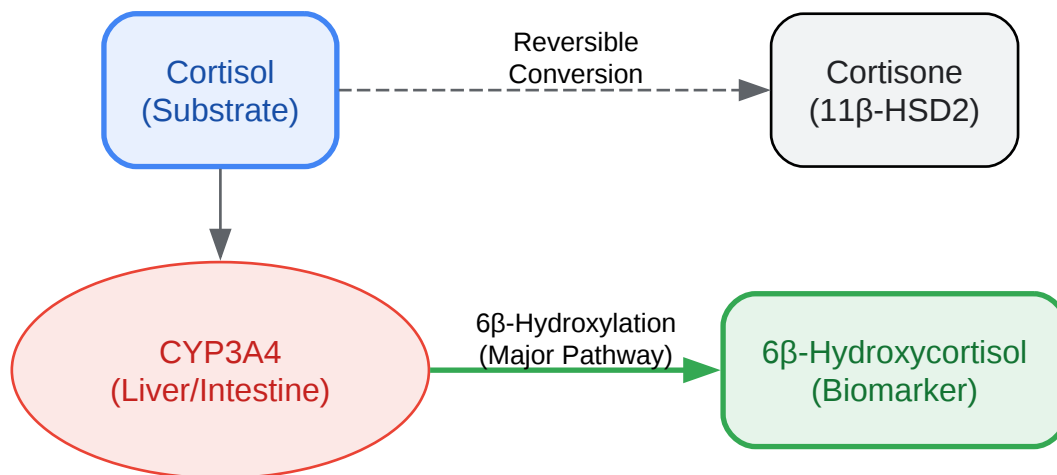 Cortisol
(Substrate)
Reversible
Conversion
Cortisone
(11β-HSD2)
CYP3A4
(Liver/Intestine)
6β-Hydroxylation
(Major Pathway)
6β-Hydroxycortisol
(Biomarker)